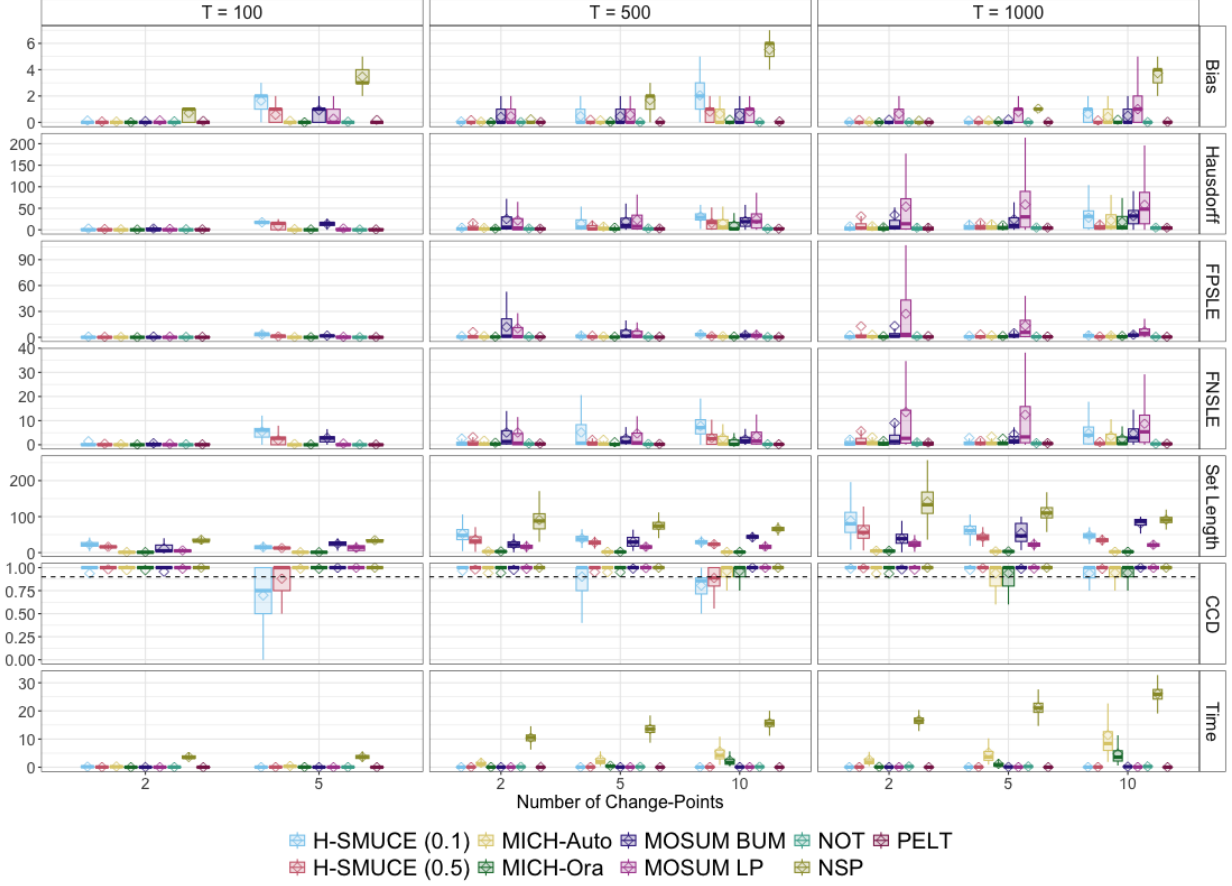 T = 100 T = 500 T = 1000
6
4
2
0
Bias
200
150
100
50
0
Hausdorff
90
60
30
0
FPSLE
40
30
20
10
0
FNSLE
200
100
0
Set Length
1.00
0.75
0.50
0.25
0.00
CCD
30
20
10
0
Time
2 5 2 5 10 2 5 10
Number of Change-Points
H-SMUCE (0.1) MICH-Auto MOSUM BUM NOT PELT
H-SMUCE (0.5) MICH-Ora MOSUM LP NSP